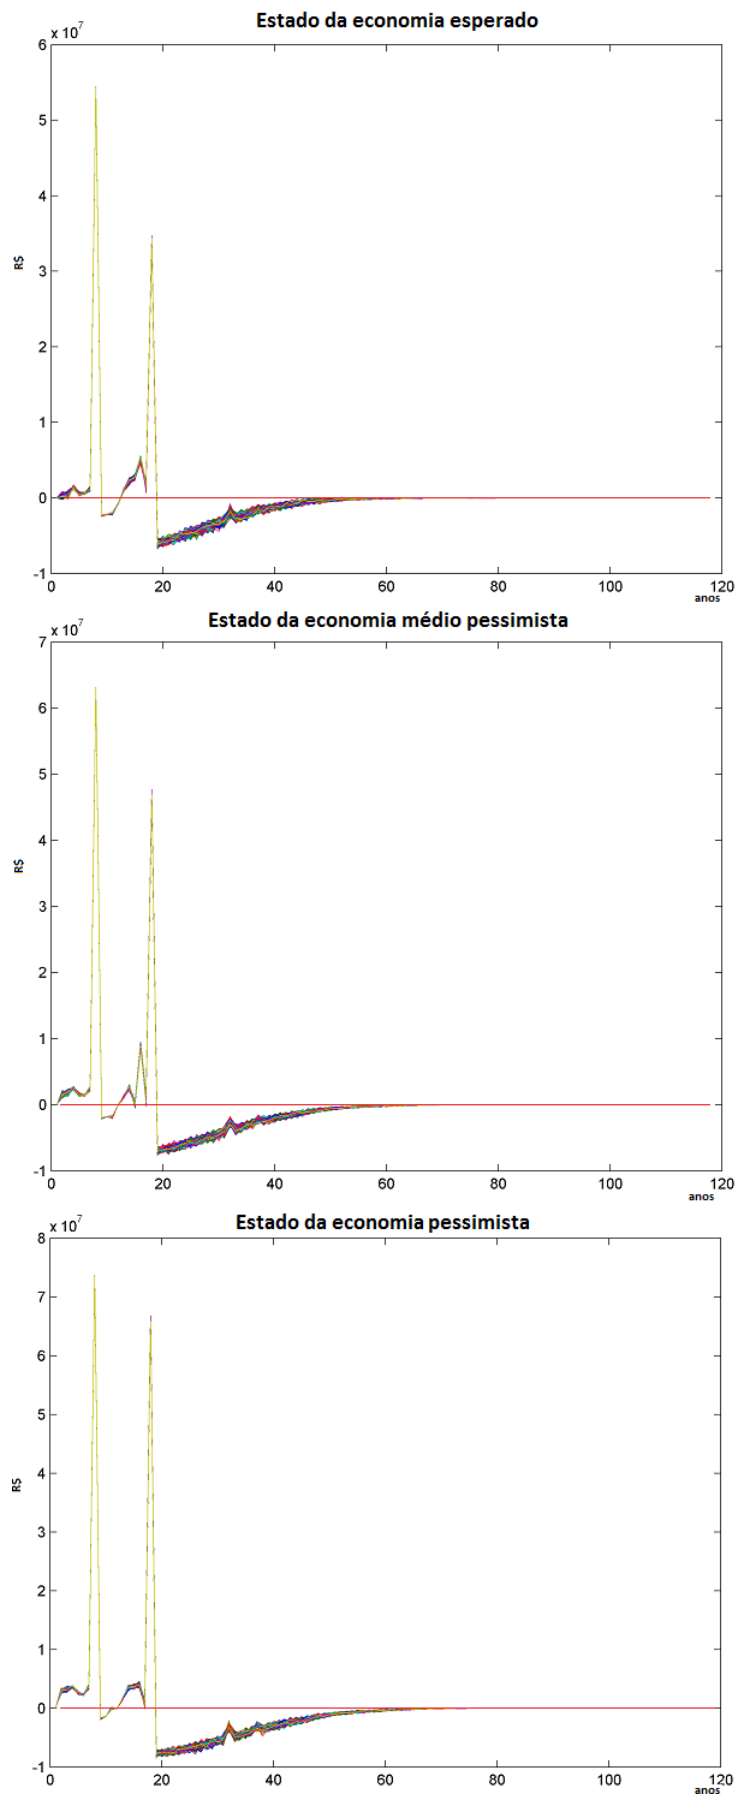 Estado da economia esperado
x 10^7
6
5
4
3
2
1
0
-1
R$
0 20 40 60 80 100 120
anos
Estado da economia médio pessimista
x 10^7
7
6
5
4
3
2
1
0
-1
R$
0 20 40 60 80 100 120
anos
Estado da economia pessimista
x 10^7
8
7
6
5
4
3
2
1
0
-1
R$
0 20 40 60 80 100 120
anos